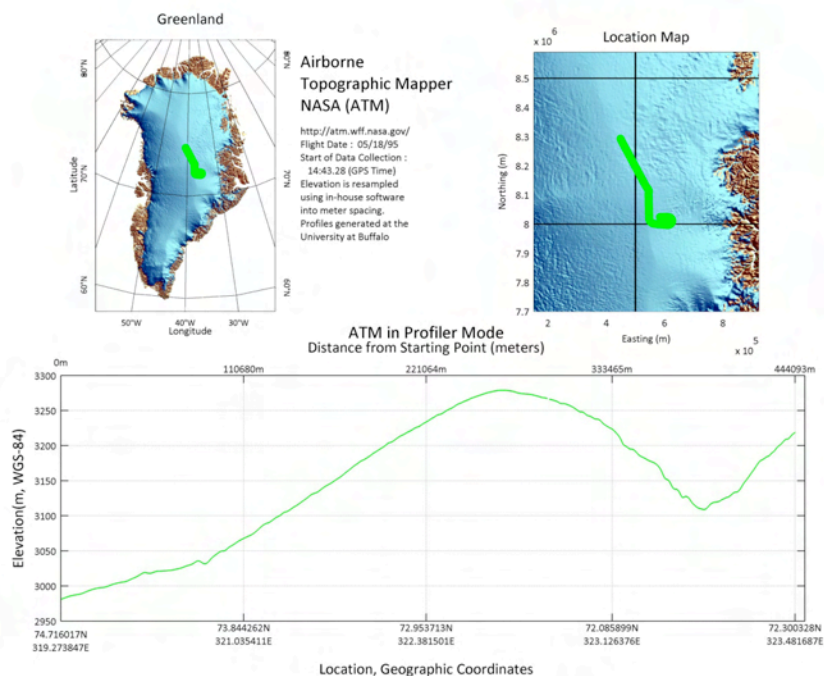 Greenland
80°N
80°N
Latitude
70°N
70°N
60°N
60°N
50°W 40°W 30°W
Longitude
Airborne
Topographic Mapper
NASA (ATM)
http://atm.wff.nasa.gov/
Flight Date : 05/18/95
Start of Data Collection :
14:43.28 (GPS Time)
Elevation is resampled
using in-house software
into meter spacing.
Profiles generated at the
University at Buffalo
x 10^6
Location Map
8.5
8.4
8.3
8.2
8.1
8
7.9
7.8
7.7
Northing (m)
2 4 6 8
Easting (m)
x 10^5
ATM in Profiler Mode
Distance from Starting Point (meters)
0m 110680m 221064m 333465m 444093m
3300
3250
3200
3150
3100
3050
3000
2950
Elevation(m, WGS-84)
74.716017N 73.844262N 72.953713N 72.085899N 72.300328N
319.273847E 321.035411E 322.381501E 323.126376E 323.481687E
Location, Geographic Coordinates